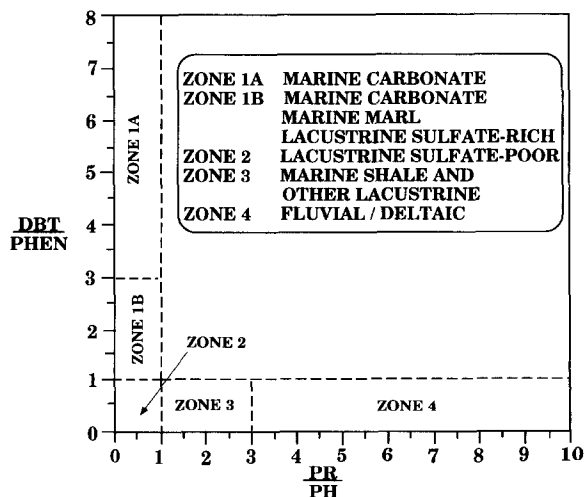 8
7
6
5
4
3
2
1
0
DBT
PHEN
ZONE 1A
ZONE 1B
ZONE 1A MARINE CARBONATE
ZONE 1B MARINE CARBONATE
MARINE MARL
LACUSTRINE SULFATE-RICH
ZONE 2 LACUSTRINE SULFATE-POOR
ZONE 3 MARINE SHALE AND
OTHER LACUSTRINE
ZONE 4 FLUVIAL / DELTAIC
ZONE 2
ZONE 3
ZONE 4
0 1 2 3 4 5 6 7 8 9 10
PR
PH